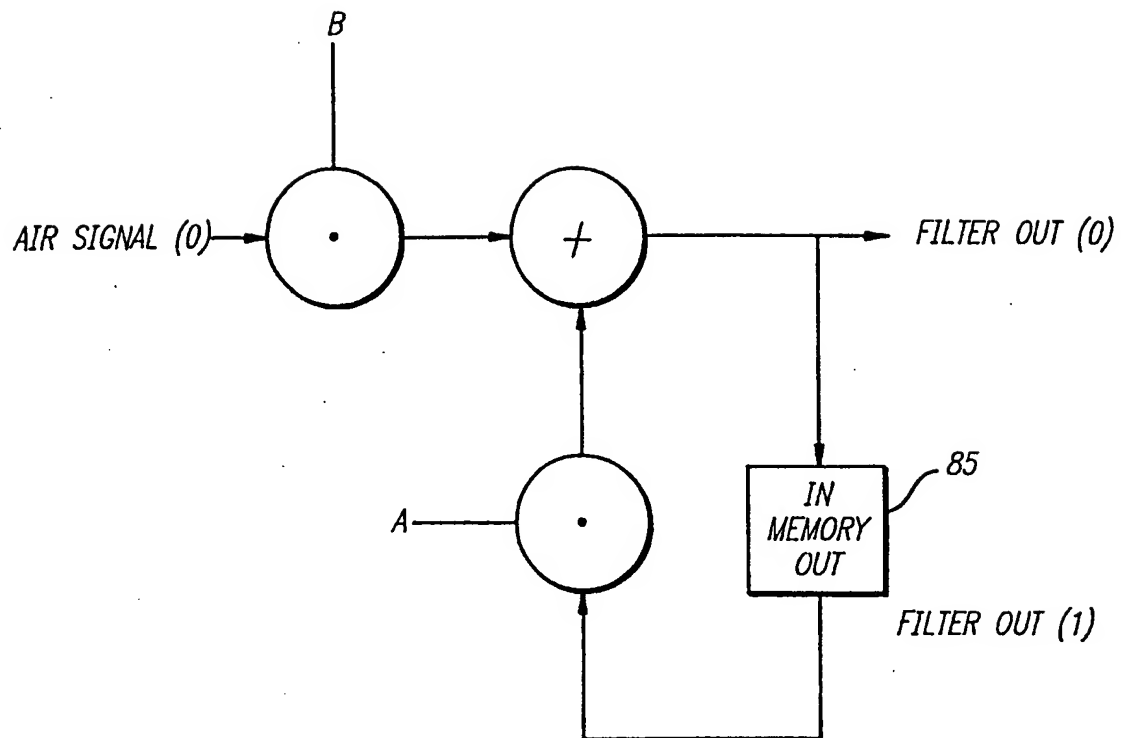 B
AIR SIGNAL (0)
+
FILTER OUT (0)
A
85
IN
MEMORY
OUT
FILTER OUT (1)